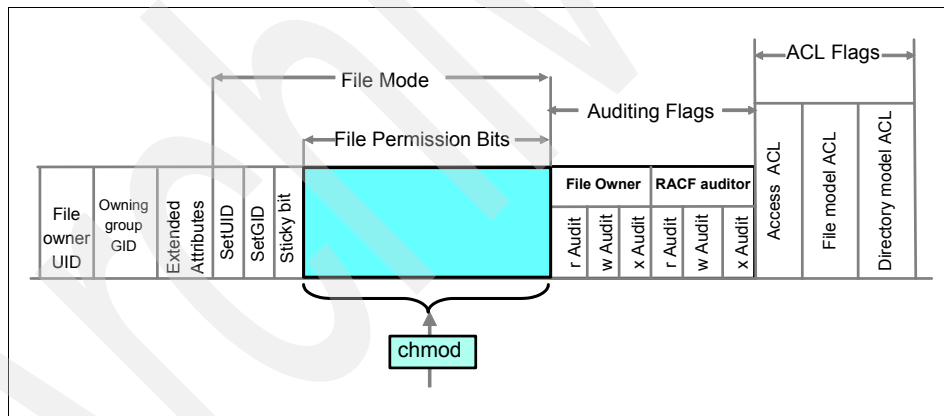 ACL Flags
File Mode
Auditing Flags
File Permission Bits
File
owner
UID
Owning
group
GID
Extended
Attributes
SetUID
SetGID
Sticky bit
File Owner
r Audit
w Audit
x Audit
RACF auditor
r Audit
w Audit
x Audit
Access ACL
File model ACL
Directory model ACL
chmod